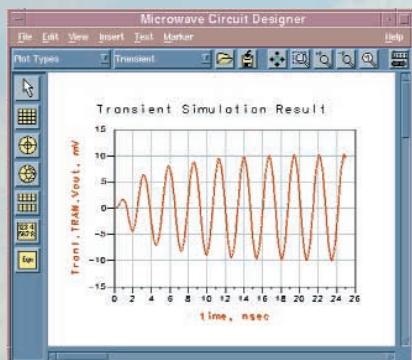 Microwave Circuit Designer
File Edit View Insert Text Marker Help
Plot Types Transient
Transient Simulation Result
Tran1.TRAN.Vout, mV
15
10
5
0
-5
-10
-15
0 2 4 6 8 10 12 14 16 18 20 22 24 26
time, nsec
Eqn